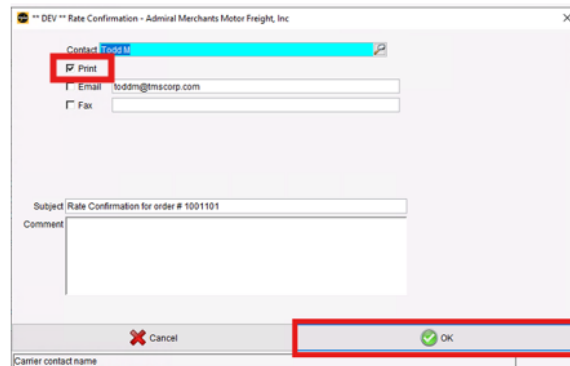 ** DEV ** Rate Confirmation - Admiral Merchants Motor Freight, Inc
Contact Todd M
Print
Email toddm@tmscorp.com
Fax
Subject Rate Confirmation for order # 1001101
Comment
Cancel OK
Carrier contact name